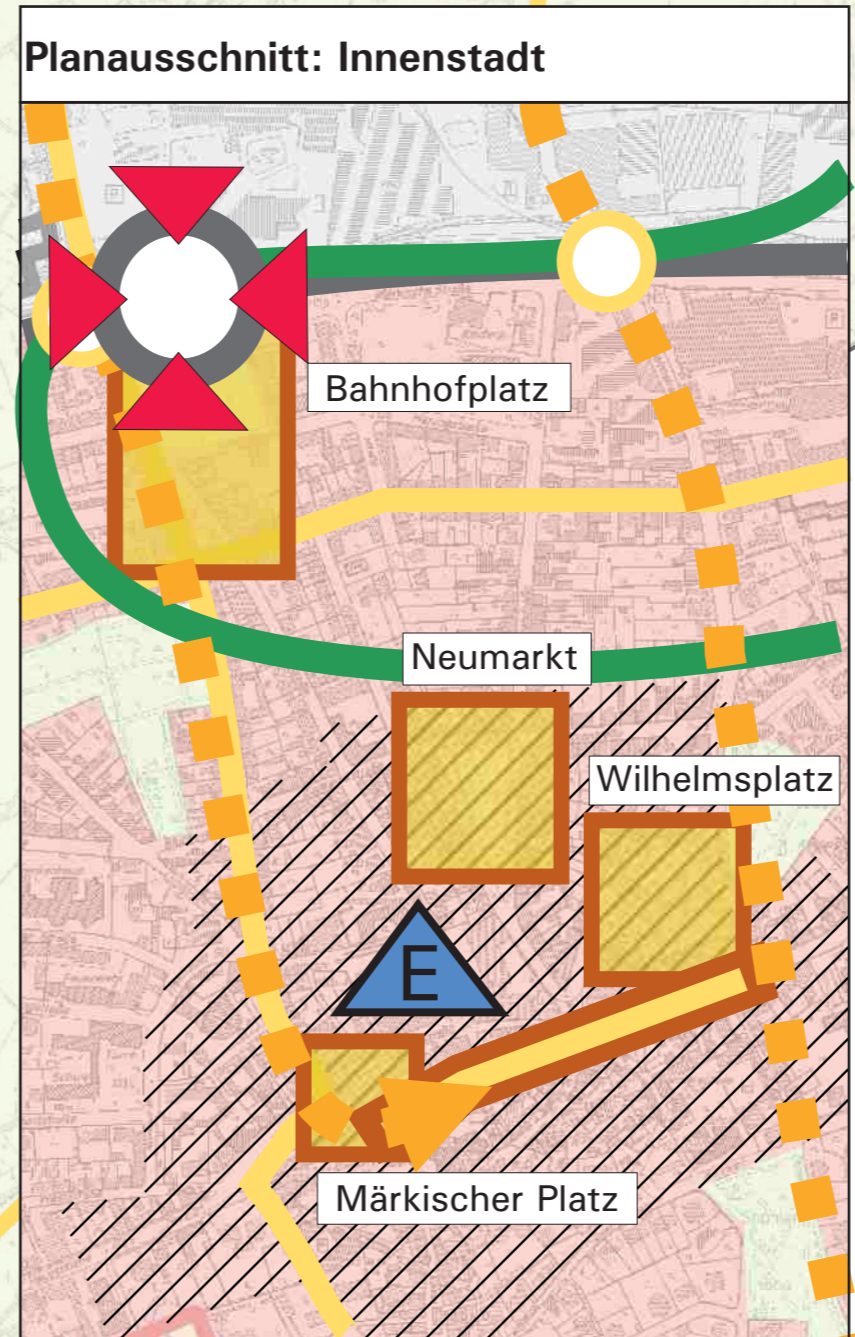 Planausschnitt: Innenstadt
Bahnhofplatz
Neumarkt
Wilhelmsplatz
E
Märkischer Platz